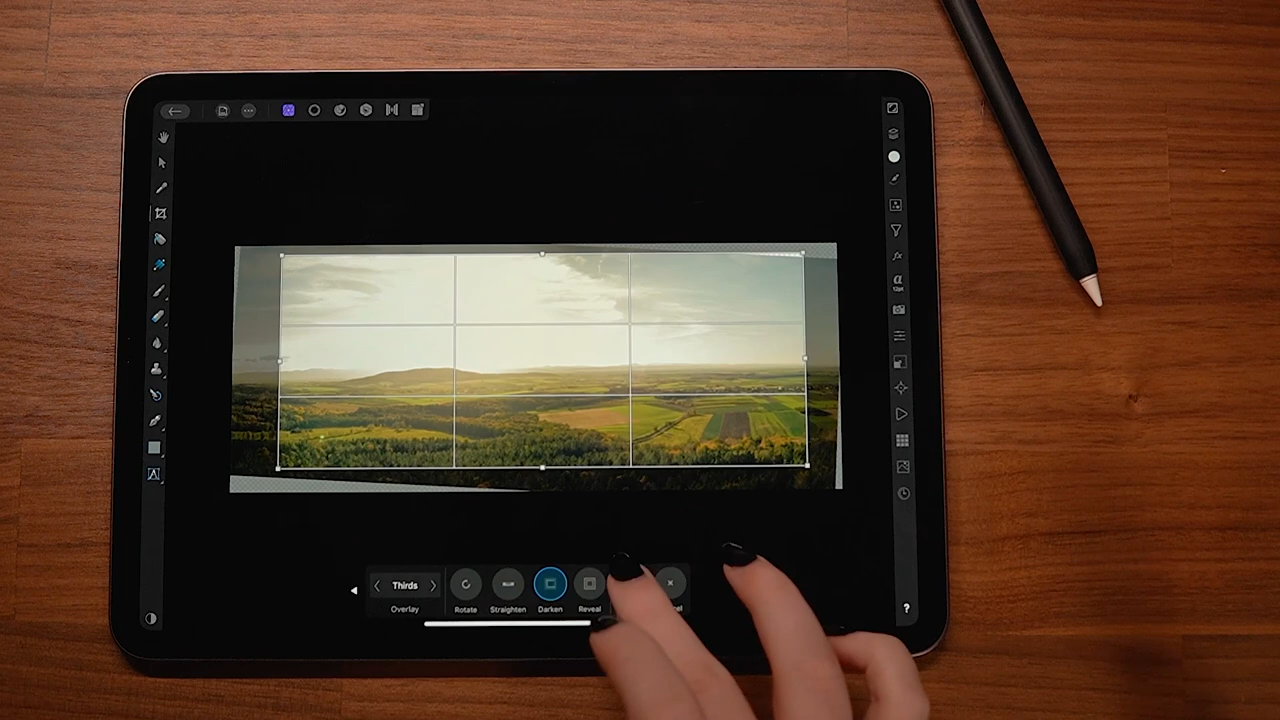 Thirds
Overlay
Rotate
Straighten
Darken
Reveal
A
?